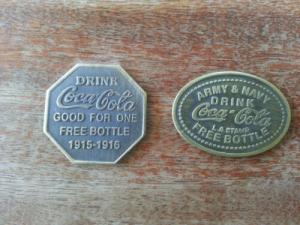 DRINK
Coca-Cola
GOOD FOR ONE
FREE BOTTLE
1915-1916
ARMY & NAVY
DRINK
Coca-Cola
L.A STAMP
FREE BOTTLE